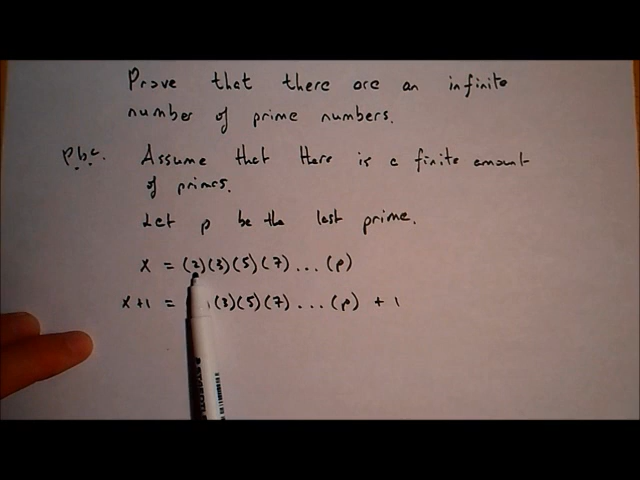 Prove that there are an infinite
number of prime numbers.
P.b.c. Assume that there is a finite amount
of primes.
Let p be the last prime.
x = (2)(3)(5)(7)...(p)
x+1 = (3)(5)(7)...(p) + 1